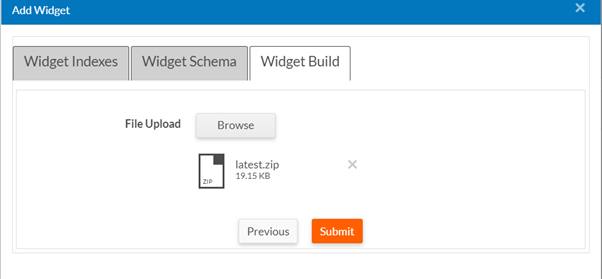 Add Widget
Widget Indexes Widget Schema Widget Build
File Upload Browse
ZIP
latest.zip
19.15 KB
Previous Submit